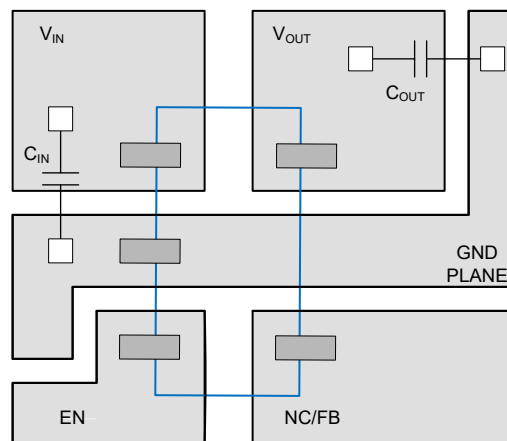 VIN
VOUT
COUT
CIN
GND
PLANE
EN
NC/FB